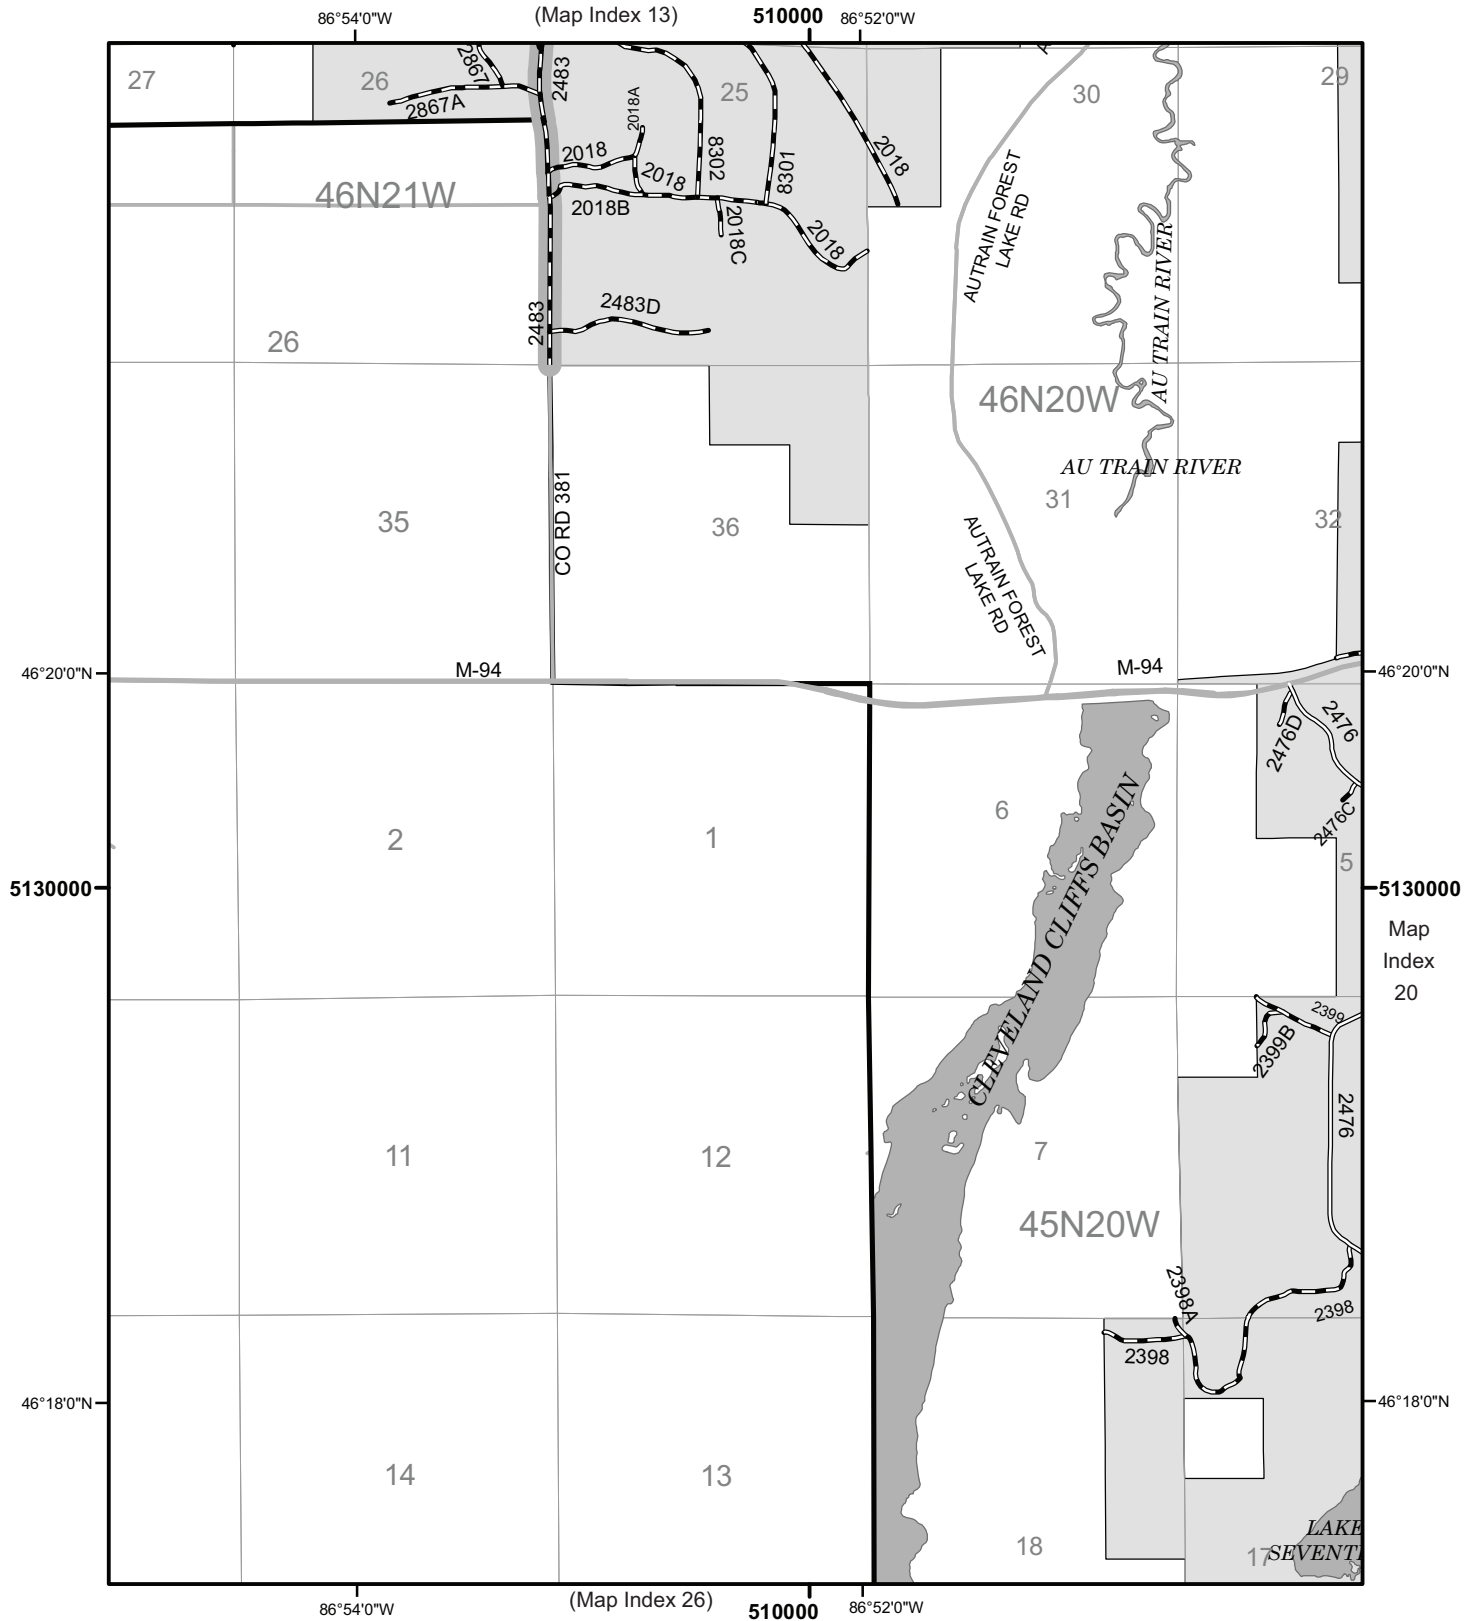 (Map Index 13)
86°54'0"W
510000
86°52'0"W
27
26
2867
2867A
2483
2018A
25
8302
8301
2018
30
29
2018
2018
46N21W
2018B
2018C
2018
AUTRAIN FOREST
LAKE RD
AU TRAIN RIVER
2483
2483D
26
46N20W
AU TRAIN RIVER
35
CO RD 381
36
31
32
AUTRAIN FOREST
LAKE RD
46°20'0"N
M-94
M-94
46°20'0"N
2476D
2476
2476C
2
1
6
5
5130000
5130000
CLEVELAND CLIFFS BASIN
Map
Index
20
2399
2399B
2476
11
12
7
45N20W
2398A
2398
2398
46°18'0"N
46°18'0"N
14
13
18
17
LAKE
SEVENT
86°54'0"W
(Map Index 26)
510000
86°52'0"W